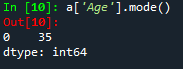 In [10]: a['Age'].mode()
Out[10]:
0    35
dtype: int64